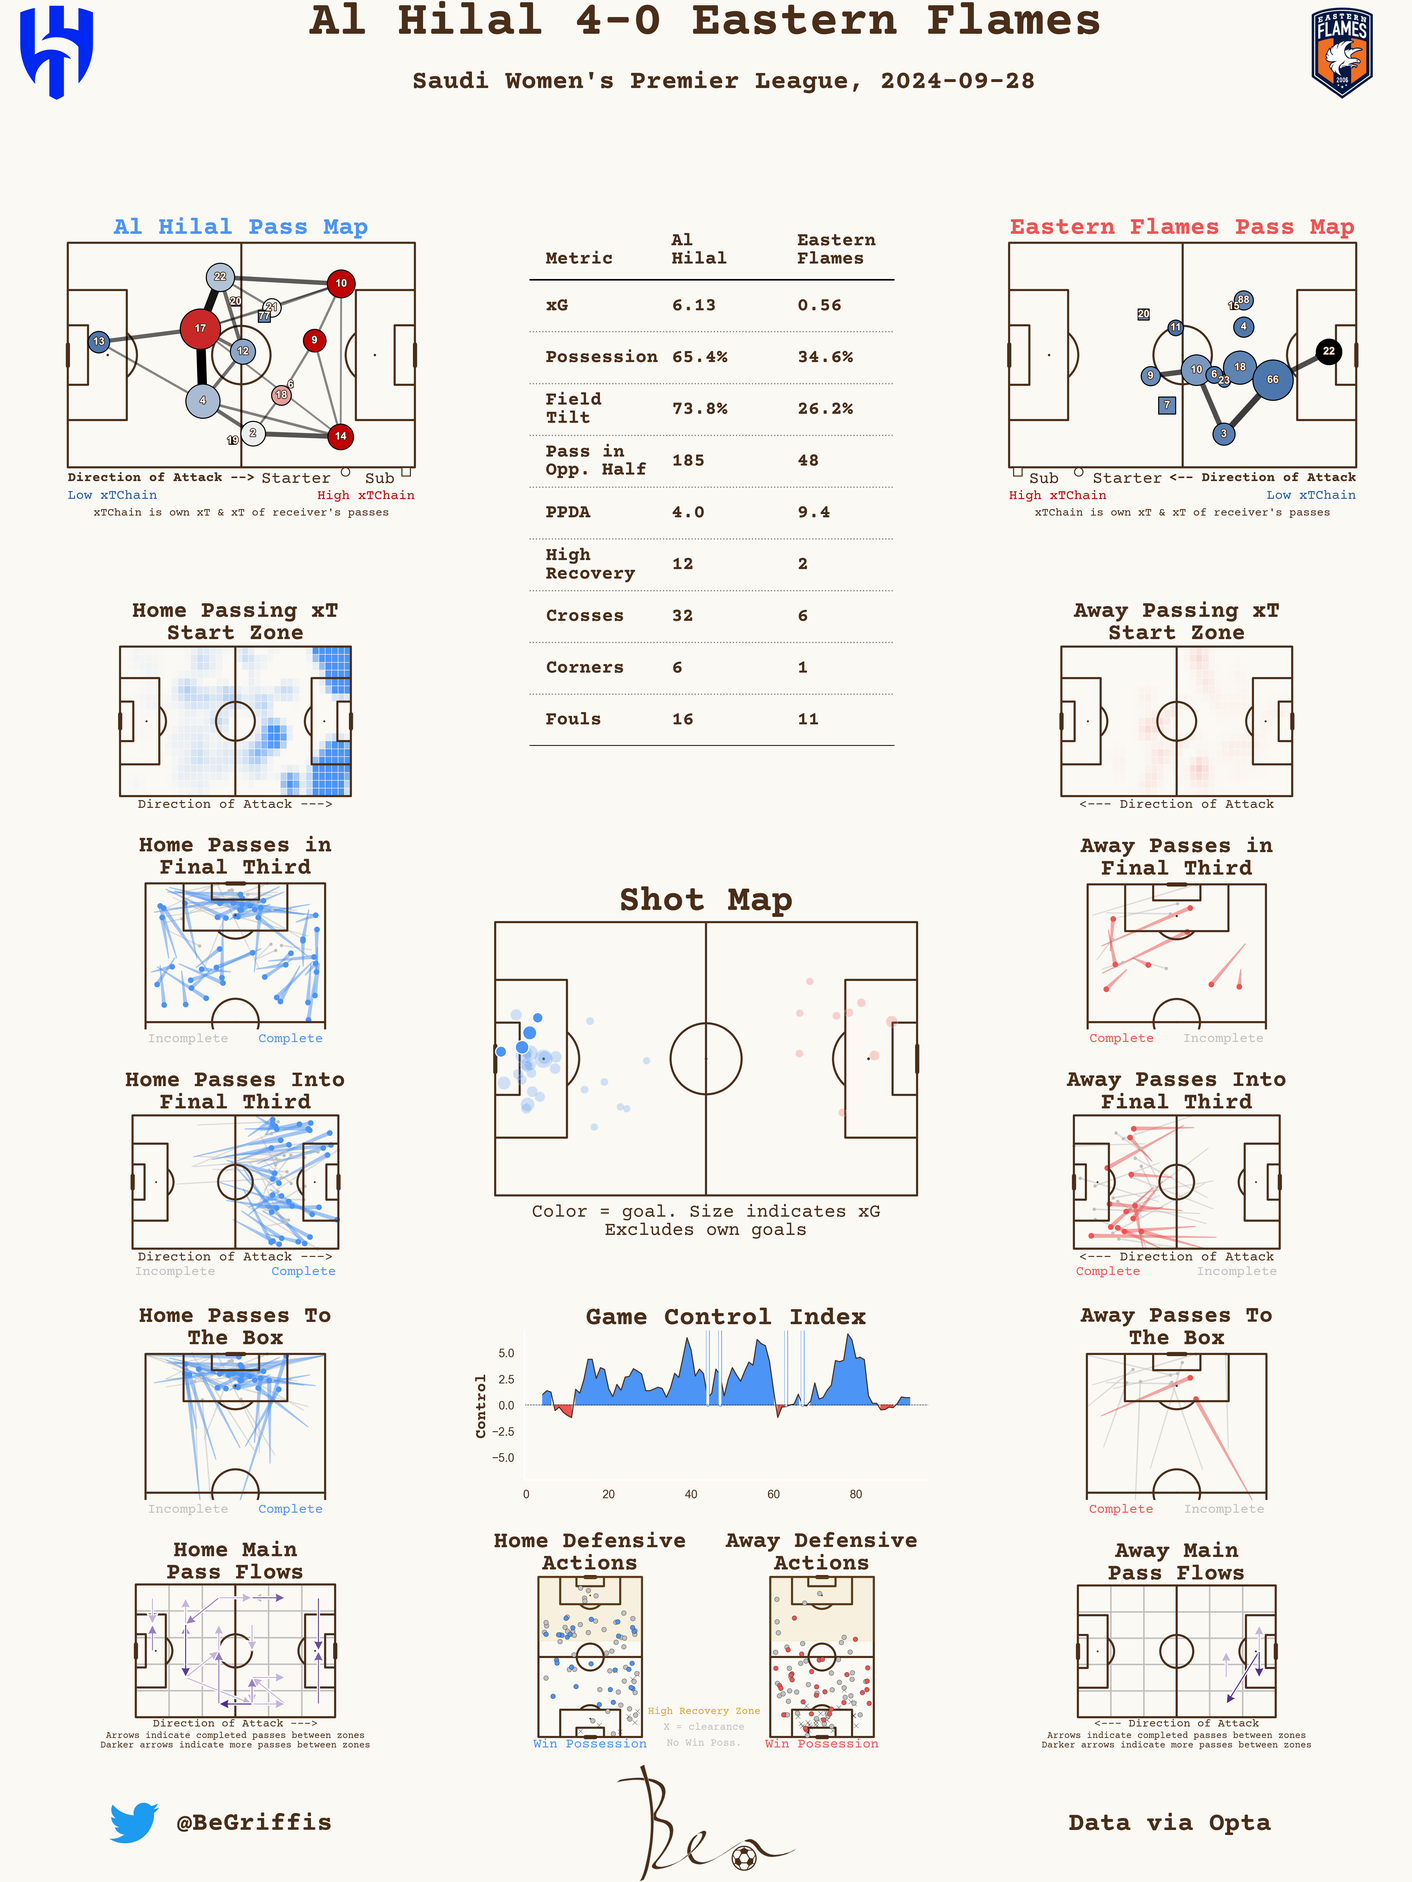 Al Hilal 4-0 Eastern Flames
Saudi Women's Premier League, 2024-09-28
EASTERN
FLAMES
2006
Al Hilal Pass Map
22
10
20
21
77
17
13
12
9
6
18
4
2
19
14
Direction of Attack --> Starter Sub
Low xTChain High xTChain
xTChain is own xT & xT of receiver's passes
Metric Al Hilal Eastern Flames
xG 6.13 0.56
Possession 65.4% 34.6%
Field Tilt 73.8% 26.2%
Pass in Opp. Half 185 48
PPDA 4.0 9.4
High Recovery 12 2
Crosses 32 6
Corners 6 1
Fouls 16 11
Eastern Flames Pass Map
88
15
20
11
4
22
9
10
6
23
18
66
7
3
Sub Starter <-- Direction of Attack
High xTChain Low xTChain
xTChain is own xT & xT of receiver's passes
Home Passing xT
Start Zone
Direction of Attack --->
Away Passing xT
Start Zone
<--- Direction of Attack
Home Passes in
Final Third
Incomplete Complete
Away Passes in
Final Third
Complete Incomplete
Shot Map
Color = goal. Size indicates xG
Excludes own goals
Home Passes Into
Final Third
Direction of Attack --->
Incomplete Complete
Away Passes Into
Final Third
<--- Direction of Attack
Complete Incomplete
Game Control Index
Control
5.0
2.5
0.0
−2.5
−5.0
0 20 40 60 80
Home Passes To
The Box
Incomplete Complete
Away Passes To
The Box
Complete Incomplete
Home Main
Pass Flows
Direction of Attack --->
Arrows indicate completed passes between zones
Darker arrows indicate more passes between zones
Home Defensive
Actions
Win Possession
Away Defensive
Actions
Win Possession
High Recovery Zone
X = clearance
No Win Poss.
Away Main
Pass Flows
<--- Direction of Attack
Arrows indicate completed passes between zones
Darker arrows indicate more passes between zones
@BeGriffis
Ben
Data via Opta